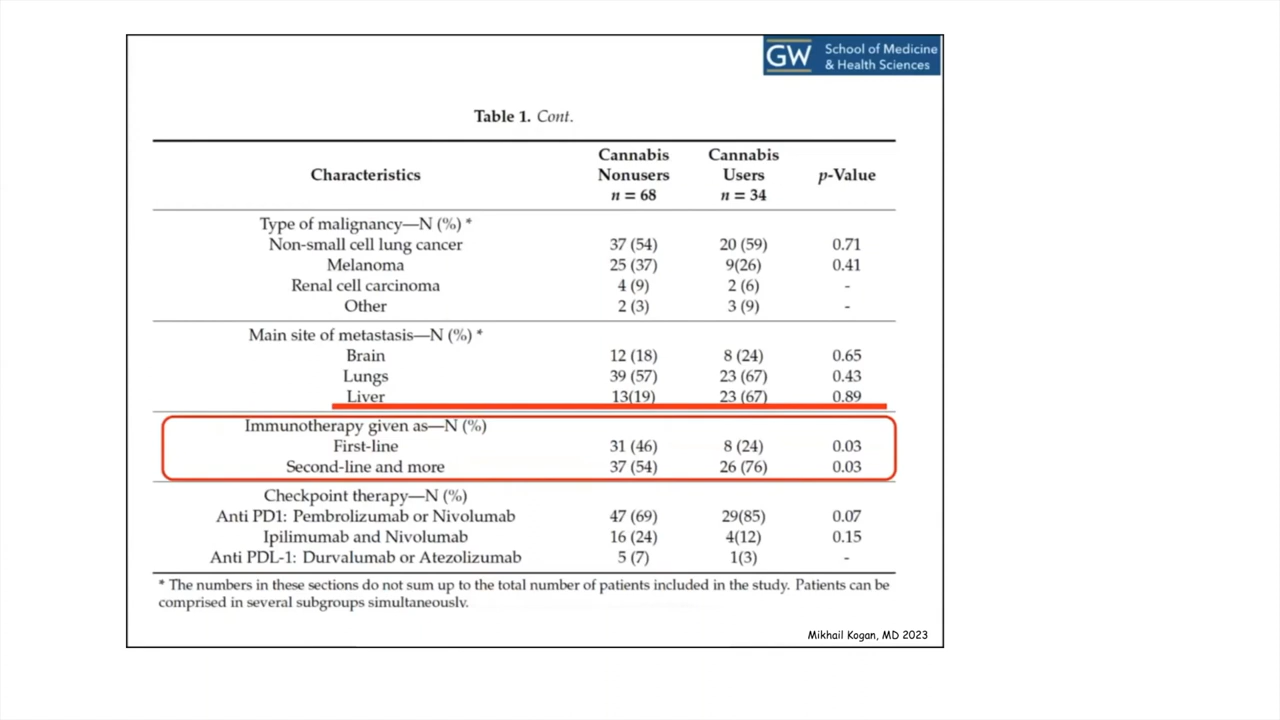 GW School of Medicine
& Health Sciences
Table 1. Cont.
Characteristics Cannabis Nonusers n = 68 Cannabis Users n = 34 p-Value
Type of malignancy—N (%) *
Non-small cell lung cancer 37 (54) 20 (59) 0.71
Melanoma 25 (37) 9(26) 0.41
Renal cell carcinoma 4 (9) 2 (6) -
Other 2 (3) 3 (9) -
Main site of metastasis—N (%) *
Brain 12 (18) 8 (24) 0.65
Lungs 39 (57) 23 (67) 0.43
Liver 13(19) 23 (67) 0.89
Immunotherapy given as—N (%)
First-line 31 (46) 8 (24) 0.03
Second-line and more 37 (54) 26 (76) 0.03
Checkpoint therapy—N (%)
Anti PD1: Pembrolizumab or Nivolumab 47 (69) 29(85) 0.07
Ipilimumab and Nivolumab 16 (24) 4(12) 0.15
Anti PDL-1: Durvalumab or Atezolizumab 5 (7) 1(3) -
* The numbers in these sections do not sum up to the total number of patients included in the study. Patients can be
comprised in several subgroups simultaneously.
Mikhail Kogan, MD 2023